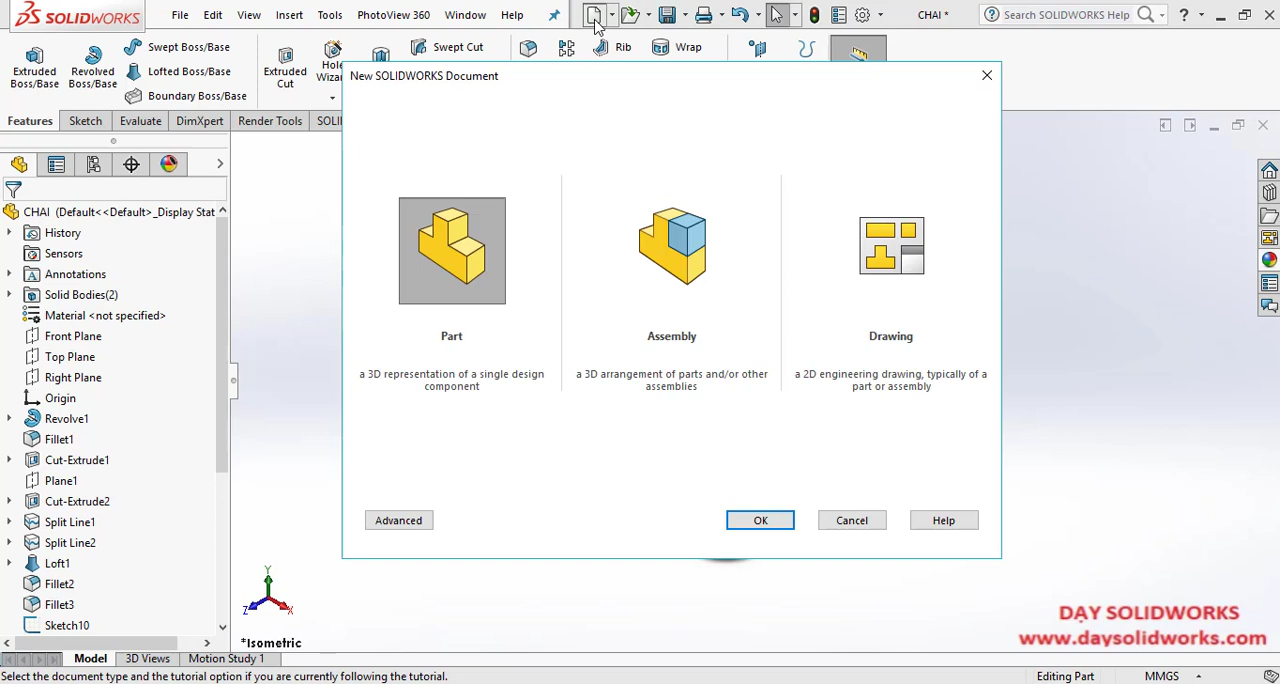 SOLIDWORKS
File Edit View Insert Tools PhotoView 360 Window Help
CHAI *
Search SOLIDWORKS Help
?
Extruded Boss/Base
Revolved Boss/Base
Swept Boss/Base
Lofted Boss/Base
Boundary Boss/Base
Extruded Cut
Hole
Swept Cut
Rib
Wrap
Features Sketch Evaluate DimXpert Render Tools
New SOLIDWORKS Document
CHAI (Default<<Default>_Display Stat
History
Sensors
Annotations
Solid Bodies(2)
Material <not specified>
Front Plane
Top Plane
Right Plane
Origin
Revolve1
Fillet1
Cut-Extrude1
Plane1
Cut-Extrude2
Split Line1
Split Line2
Loft1
Fillet2
Fillet3
Sketch10
Part
a 3D representation of a single design
component
Assembly
a 3D arrangement of parts and/or other
assemblies
Drawing
a 2D engineering drawing, typically of a
part or assembly
Advanced OK Cancel Help
Y
Z X
*Isometric
DẠY SOLIDWORKS
www.daysolidworks.com
Model 3D Views Motion Study 1
Select the document type and the tutorial option if you are currently following the tutorial.
Editing Part MMGS